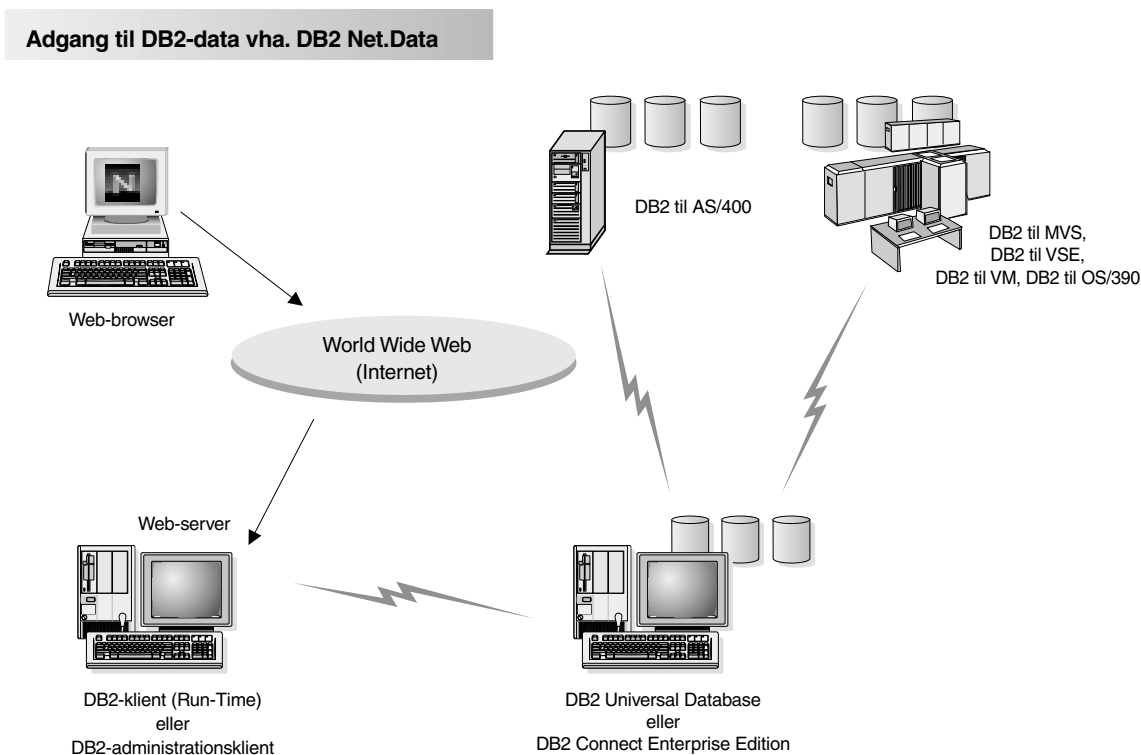 Adgang til DB2-data vha. DB2 Net.Data
N
Web-browser
DB2 til AS/400
DB2 til MVS,
DB2 til VSE,
DB2 til VM, DB2 til OS/390
World Wide Web
(Internet)
Web-server
DB2-klient (Run-Time)
eller
DB2-administrationsklient
DB2 Universal Database
eller
DB2 Connect Enterprise Edition